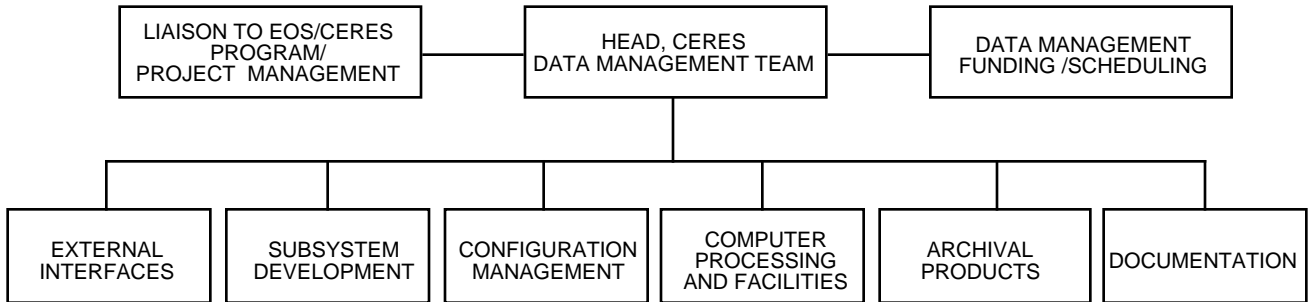 LIAISON TO EOS/CERES
PROGRAM/
PROJECT MANAGEMENT
HEAD, CERES
DATA MANAGEMENT TEAM
DATA MANAGEMENT
FUNDING /SCHEDULING
EXTERNAL
INTERFACES
SUBSYSTEM
DEVELOPMENT
CONFIGURATION
MANAGEMENT
COMPUTER
PROCESSING
AND FACILITIES
ARCHIVAL
PRODUCTS
DOCUMENTATION